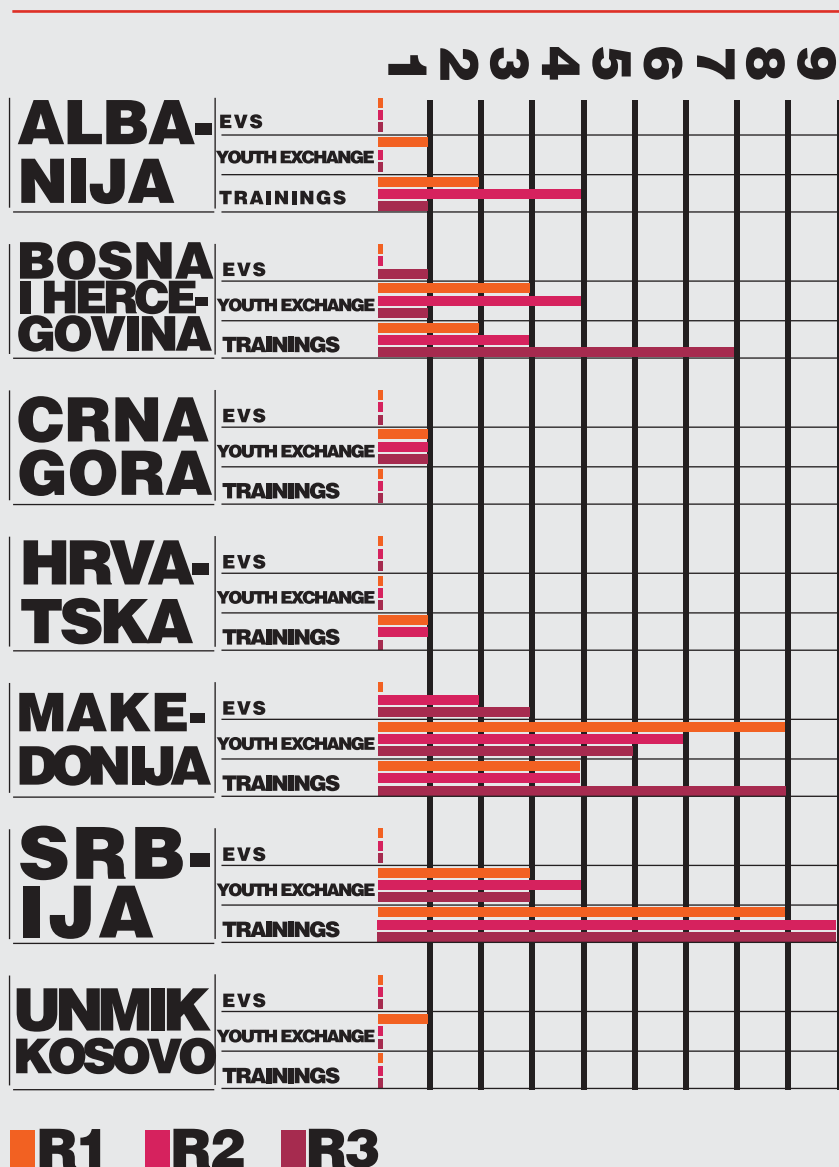 1 2 3 4 5 6 7 8 9
ALBA-
NIJA
EVS
YOUTH EXCHANGE
TRAININGS
BOSNA
I HERCE-
GOVINA
EVS
YOUTH EXCHANGE
TRAININGS
CRNA
GORA
EVS
YOUTH EXCHANGE
TRAININGS
HRVA-
TSKA
EVS
YOUTH EXCHANGE
TRAININGS
MAKE-
DONIJA
EVS
YOUTH EXCHANGE
TRAININGS
SRB-
IJA
EVS
YOUTH EXCHANGE
TRAININGS
UNMIK
KOSOVO
EVS
YOUTH EXCHANGE
TRAININGS
R1 R2 R3